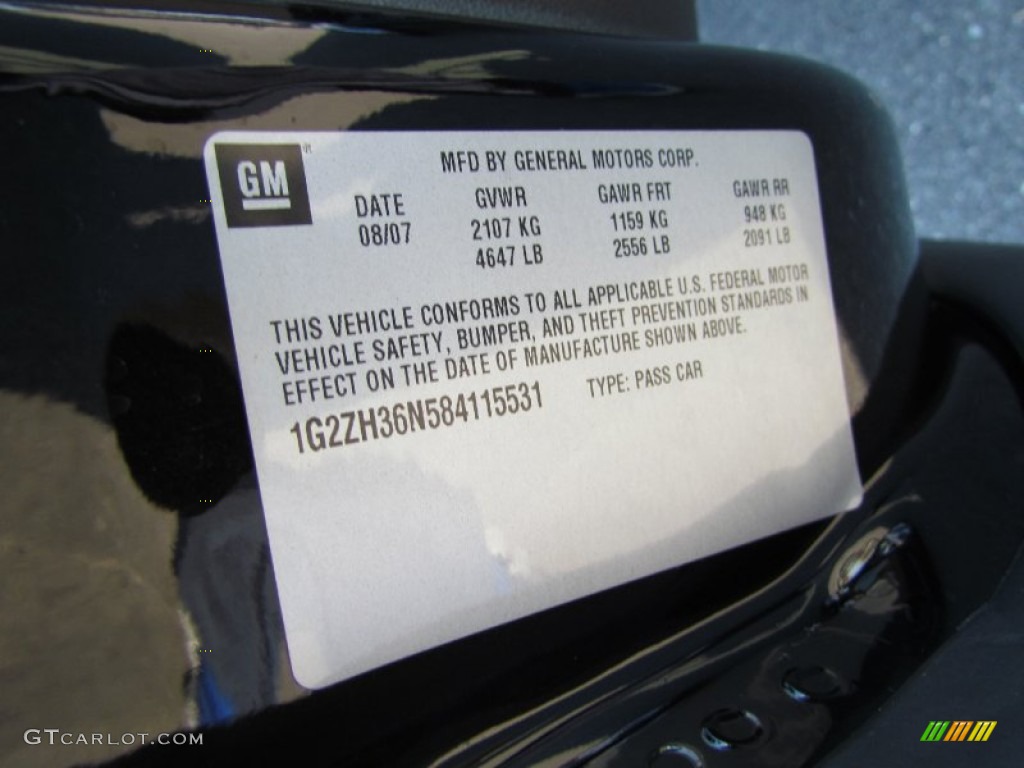 GM
MFD BY GENERAL MOTORS CORP.
DATE GVWR GAWR FRT GAWR RR
08/07 2107 KG 1159 KG 948 KG
4647 LB 2556 LB 2091 LB
THIS VEHICLE CONFORMS TO ALL APPLICABLE U.S. FEDERAL MOTOR
VEHICLE SAFETY, BUMPER, AND THEFT PREVENTION STANDARDS IN
EFFECT ON THE DATE OF MANUFACTURE SHOWN ABOVE.
1G2ZH36N584115531 TYPE: PASS CAR
GTCARLOT.COM